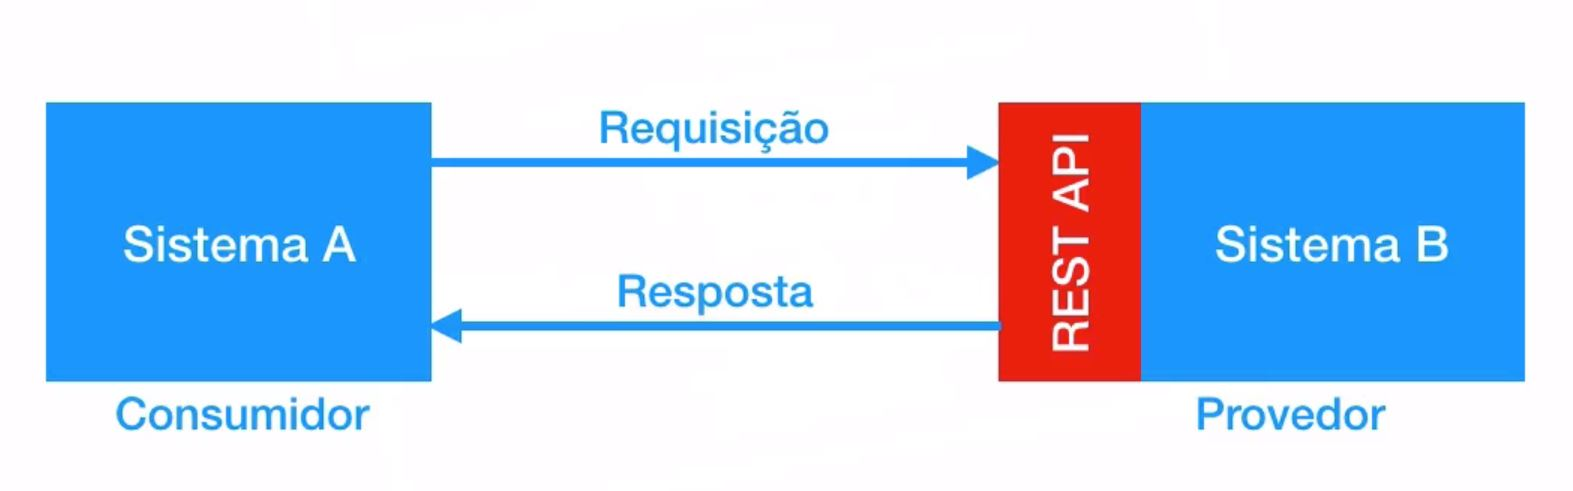 Requisição
Sistema A
REST API
Sistema B
Resposta
Consumidor
Provedor